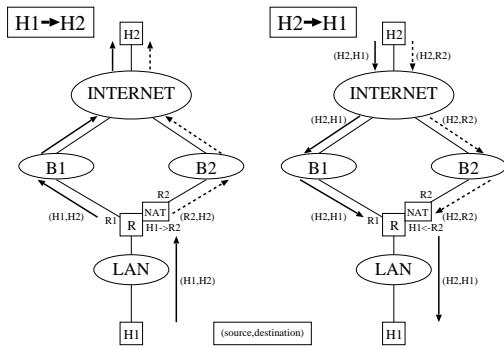 H1→H2
H2
INTERNET
B1
B2
(H1,H2)
R1
R
NAT
R2
(R2,H2)
H1->R2
LAN
(H1,H2)
H1
H2→H1
H2
(H2,H1)
(H2,R2)
INTERNET
(H2,H1)
(H2,R2)
B1
B2
(H2,H1)
R1
R
NAT
R2
(H2,R2)
H1<-R2
LAN
(H2,H1)
H1
(source,destination)